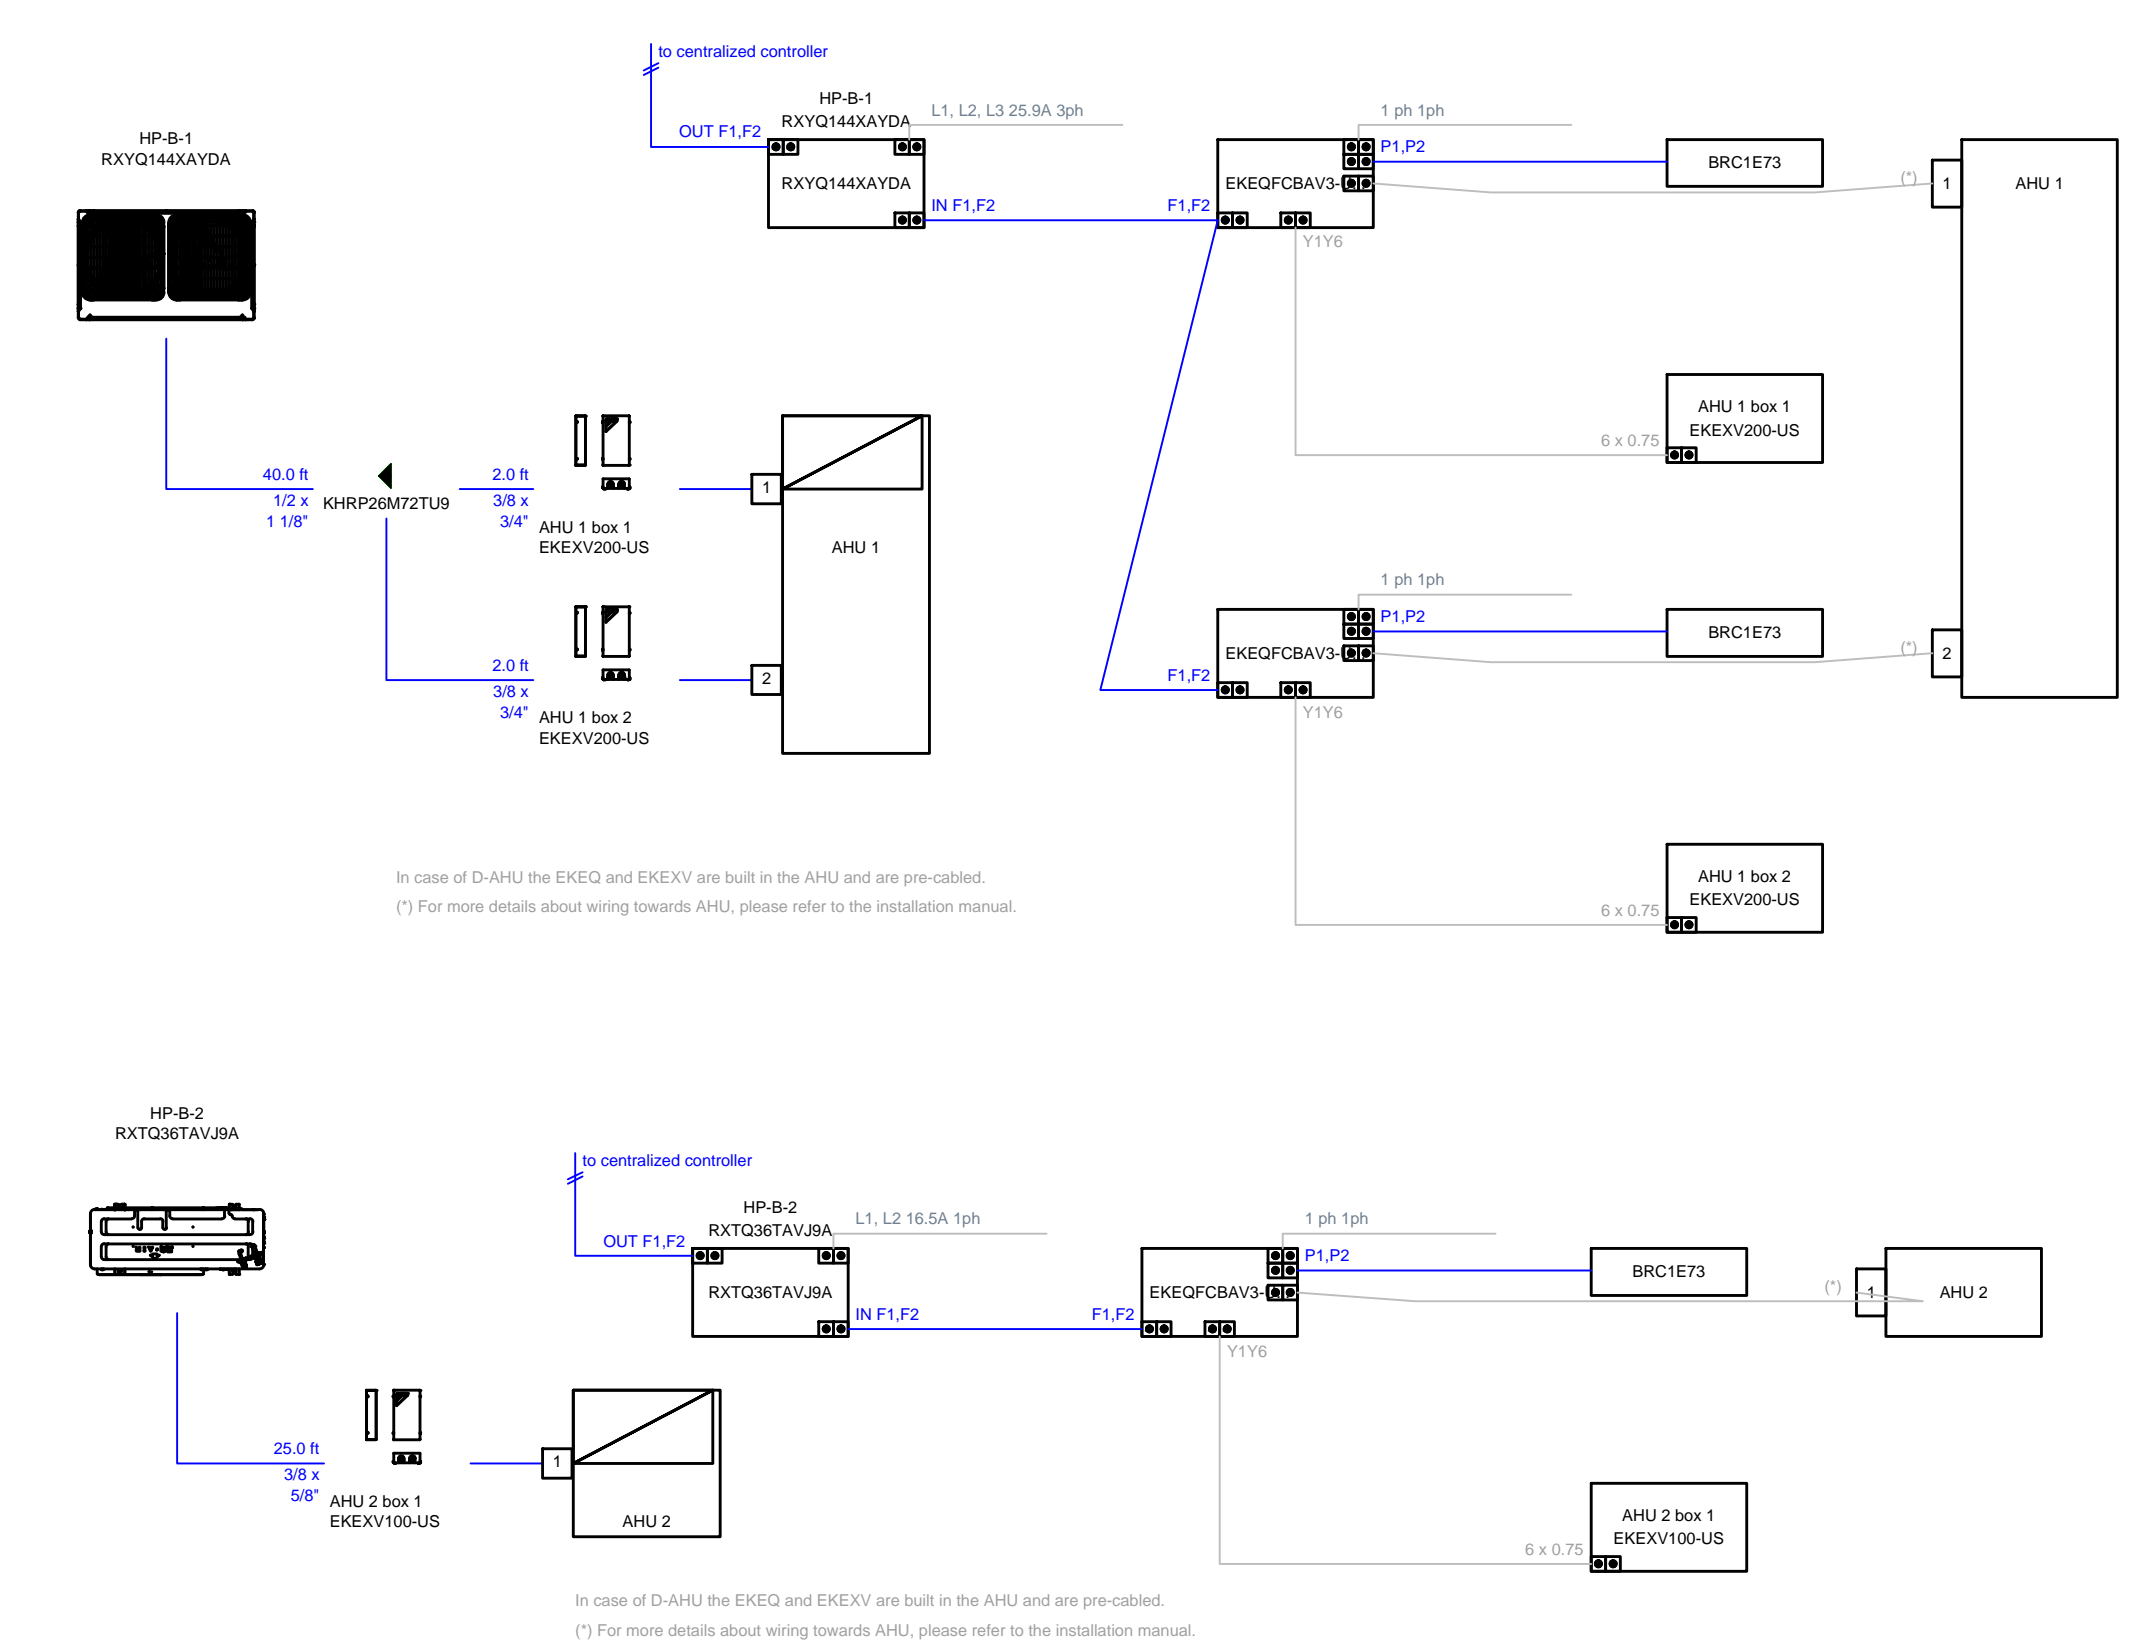 to centralized controller
HP-B-1
RXYQ144XAYDA
OUT F1,F2
L1, L2, L3 25.9A 3ph
1 ph 1ph
P1,P2
HP-B-1
RXYQ144XAYDA
RXYQ144XAYDA
IN F1,F2
F1,F2
EKEQFCBAV3-
Y1Y6
BRC1E73
(*)
1
AHU 1
AHU 1 box 1
EKEXV200-US
6 x 0.75
40.0 ft
1/2 x
1 1/8"
KHRP26M72TU9
2.0 ft
3/8 x
3/4"
AHU 1 box 1
EKEXV200-US
1
AHU 1
2.0 ft
3/8 x
3/4"
AHU 1 box 2
EKEXV200-US
2
1 ph 1ph
P1,P2
EKEQFCBAV3-
F1,F2
Y1Y6
BRC1E73
(*)
2
AHU 1 box 2
EKEXV200-US
6 x 0.75
In case of D-AHU the EKEQ and EKEXV are built in the AHU and are pre-cabled.
(*) For more details about wiring towards AHU, please refer to the installation manual.
HP-B-2
RXTQ36TAVJ9A
to centralized controller
HP-B-2
RXTQ36TAVJ9A
OUT F1,F2
L1, L2 16.5A 1ph
RXTQ36TAVJ9A
IN F1,F2
F1,F2
1 ph 1ph
P1,P2
EKEQFCBAV3-
Y1Y6
BRC1E73
(*)
1
AHU 2
25.0 ft
3/8 x
5/8"
AHU 2 box 1
EKEXV100-US
1
AHU 2
AHU 2 box 1
EKEXV100-US
6 x 0.75
In case of D-AHU the EKEQ and EKEXV are built in the AHU and are pre-cabled.
(*) For more details about wiring towards AHU, please refer to the installation manual.